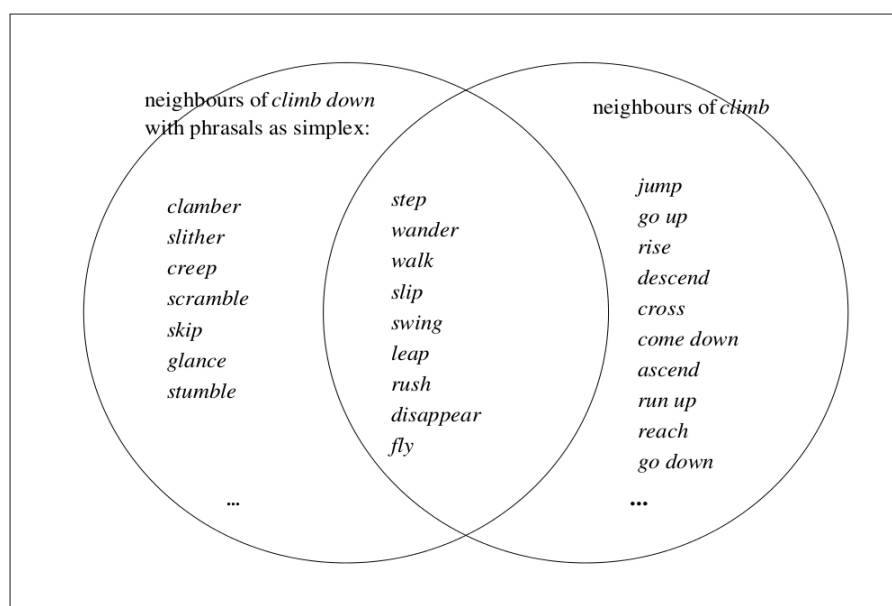 neighbours of climb down
with phrasals as simplex:
clamber
slither
creep
scramble
skip
glance
stumble
...
step
wander
walk
slip
swing
leap
rush
disappear
fly
neighbours of climb
jump
go up
rise
descend
cross
come down
ascend
run up
reach
go down
...